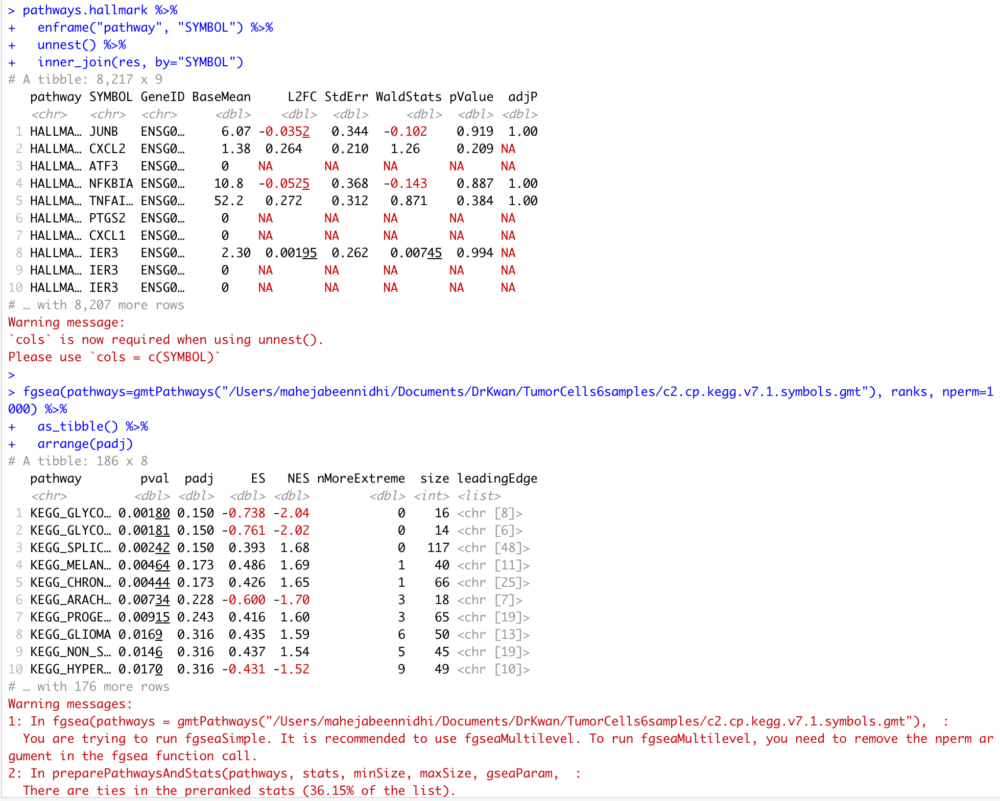 > pathways.hallmark %>%
+   enframe("pathway", "SYMBOL") %>%
+   unnest() %>%
+   inner_join(res, by="SYMBOL")
# A tibble: 8,217 x 9
   pathway SYMBOL GeneID BaseMean     L2FC StdErr WaldStats pValue  adjP
   <chr>   <chr>  <chr>     <dbl>    <dbl>  <dbl>     <dbl>  <dbl> <dbl>
 1 HALLMA… JUNB   ENSG0…     6.07 -0.0352   0.344  -0.102    0.919  1.00
 2 HALLMA… CXCL2  ENSG0…     1.38  0.264    0.210   1.26     0.209 NA
 3 HALLMA… ATF3   ENSG0…     0    NA       NA      NA       NA     NA
 4 HALLMA… NFKBIA ENSG0…    10.8  -0.0525   0.368  -0.143    0.887  1.00
 5 HALLMA… TNFAI… ENSG0…    52.2   0.272    0.312   0.871    0.384  1.00
 6 HALLMA… PTGS2  ENSG0…     0    NA       NA      NA       NA     NA
 7 HALLMA… CXCL1  ENSG0…     0    NA       NA      NA       NA     NA
 8 HALLMA… IER3   ENSG0…     2.30  0.00195  0.262   0.00745  0.994 NA
 9 HALLMA… IER3   ENSG0…     0    NA       NA      NA       NA     NA
10 HALLMA… IER3   ENSG0…     0    NA       NA      NA       NA     NA
# … with 8,207 more rows
Warning message:
`cols` is now required when using unnest().
Please use `cols = c(SYMBOL)`
>
> fgsea(pathways=gmtPathways("/Users/mahejabeennidhi/Documents/DrKwan/TumorCells6samples/c2.cp.kegg.v7.1.symbols.gmt"), ranks, nperm=1
000) %>%
+   as_tibble() %>%
+   arrange(padj)
# A tibble: 186 x 8
   pathway        pval  padj     ES   NES nMoreExtreme  size leadingEdge
   <chr>         <dbl> <dbl>  <dbl> <dbl>        <dbl> <int> <list>
 1 KEGG_GLYCO… 0.00180 0.150 -0.738 -2.04            0    16 <chr [8]>
 2 KEGG_GLYCO… 0.00181 0.150 -0.761 -2.02            0    14 <chr [6]>
 3 KEGG_SPLIC… 0.00242 0.150  0.393  1.68            0   117 <chr [48]>
 4 KEGG_MELAN… 0.00464 0.173  0.486  1.69            1    40 <chr [11]>
 5 KEGG_CHRON… 0.00444 0.173  0.426  1.65            1    66 <chr [25]>
 6 KEGG_ARACH… 0.00734 0.228 -0.600 -1.70            3    18 <chr [7]>
 7 KEGG_PROGE… 0.00915 0.243  0.416  1.60            3    65 <chr [19]>
 8 KEGG_GLIOMA 0.0169  0.316  0.435  1.59            6    50 <chr [13]>
 9 KEGG_NON_S… 0.0146  0.316  0.437  1.54            5    45 <chr [19]>
10 KEGG_HYPER… 0.0170  0.316 -0.431 -1.52            9    49 <chr [10]>
# … with 176 more rows
Warning messages:
1: In fgsea(pathways = gmtPathways("/Users/mahejabeennidhi/Documents/DrKwan/TumorCells6samples/c2.cp.kegg.v7.1.symbols.gmt"),  :
  You are trying to run fgseaSimple. It is recommended to use fgseaMultilevel. To run fgseaMultilevel, you need to remove the nperm ar
gument in the fgsea function call.
2: In preparePathwaysAndStats(pathways, stats, minSize, maxSize, gseaParam,  :
  There are ties in the preranked stats (36.15% of the list).